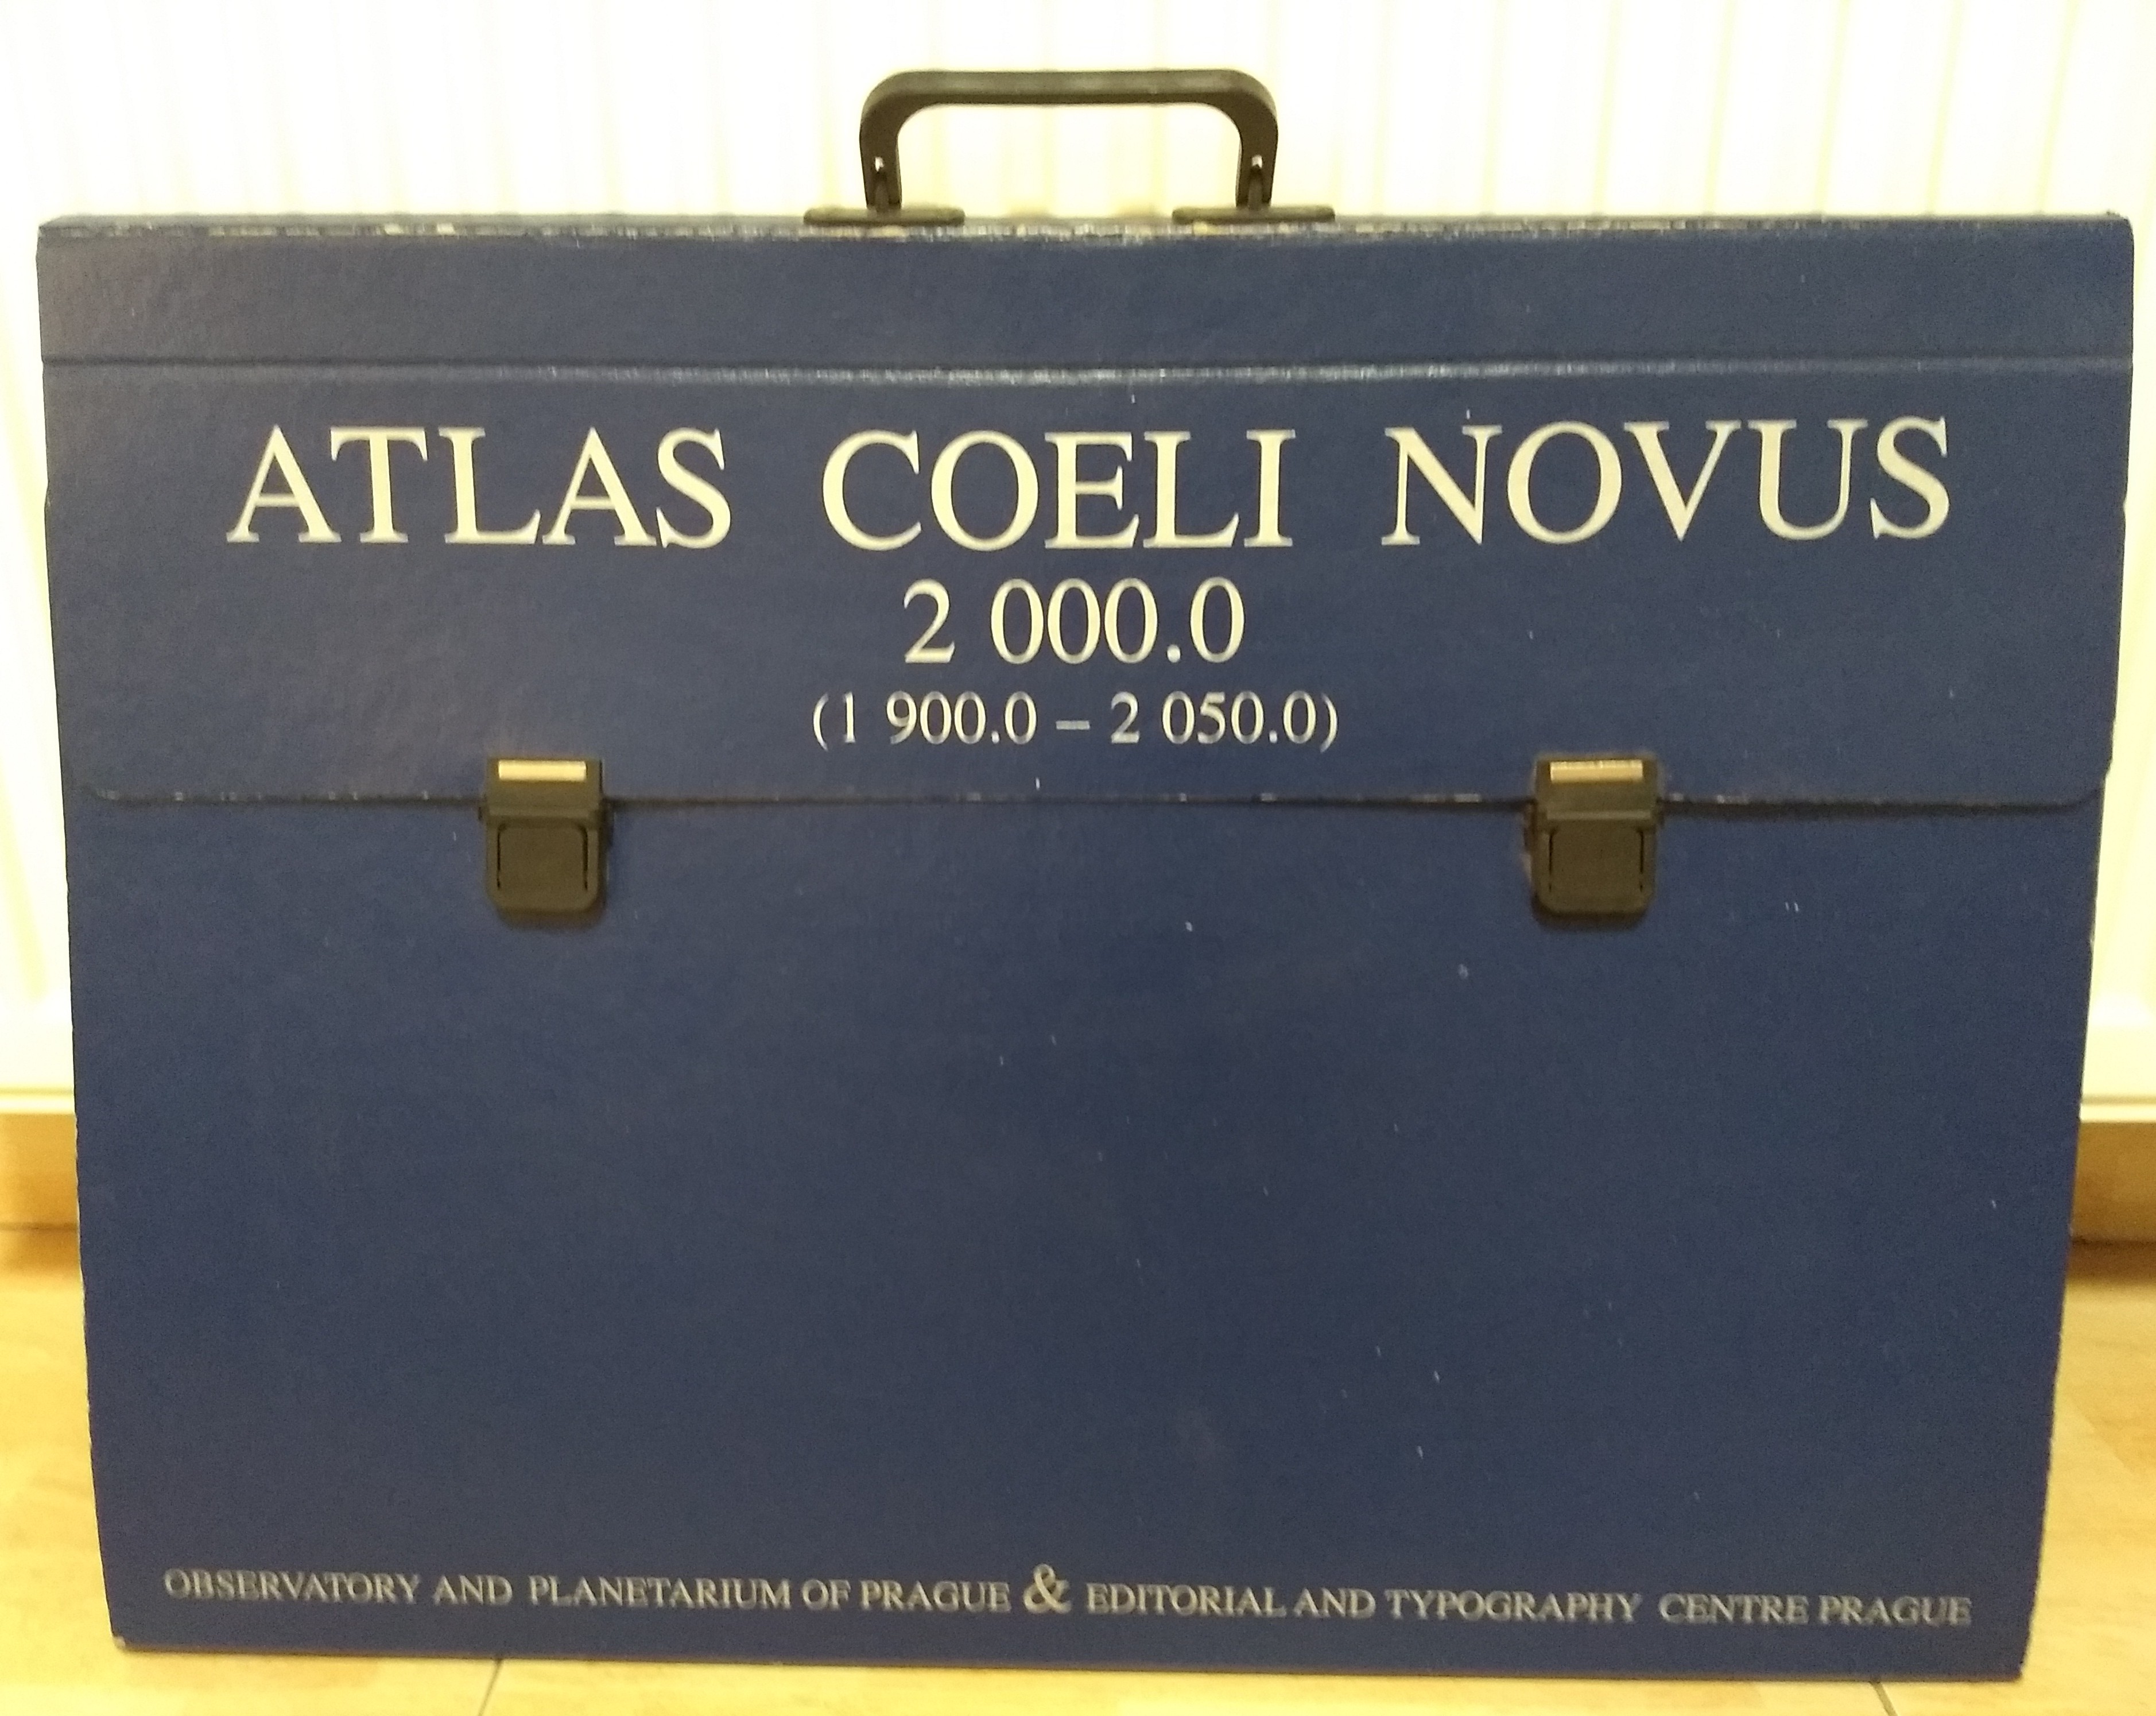 ATLAS COELI NOVUS
2 000.0
(1 900.0 – 2 050.0)
OBSERVATORY AND PLANETARIUM OF PRAGUE & EDITORIAL AND TYPOGRAPHY CENTRE PRAGUE